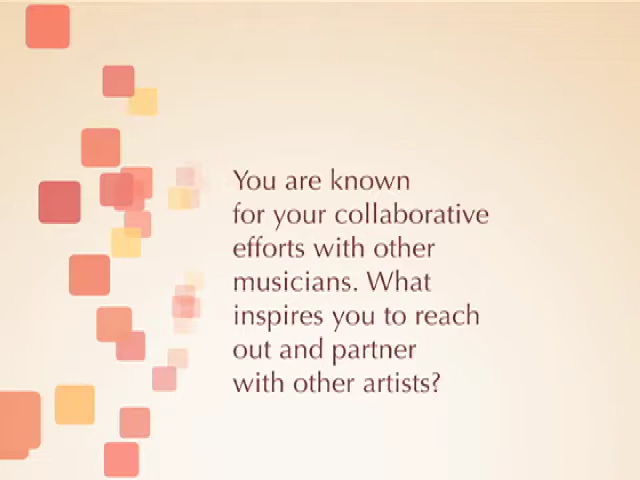 You are known
for your collaborative
efforts with other
musicians. What
inspires you to reach
out and partner
with other artists?